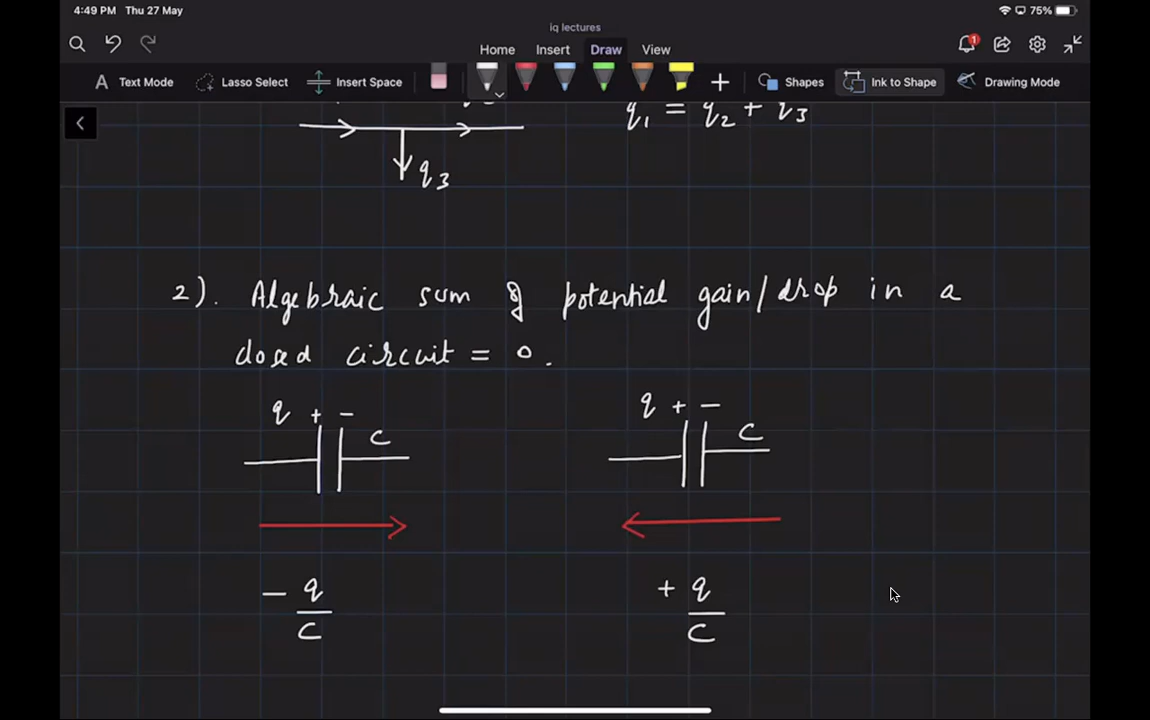 4:49 PM Thu 27 May
75%
iq lectures
Home Insert Draw View
1
A Text Mode Lasso Select Insert Space + Shapes Ink to Shape Drawing Mode
q1 = q2 + q3
q3
2). Algebraic sum of potential gain/drop in a
closed circuit = 0.
q + - C
q + - C
- q/C
+ q/C